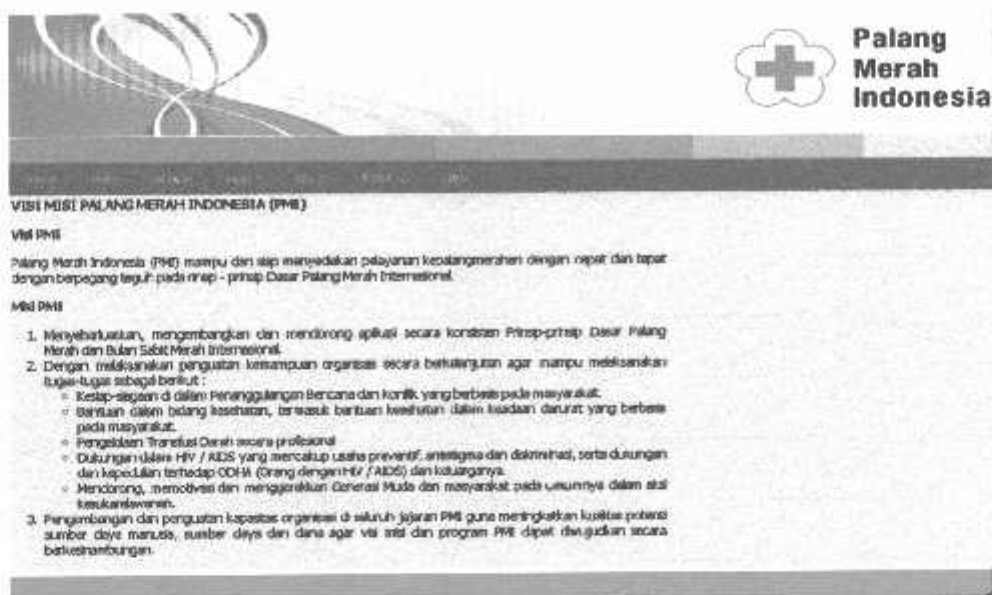 Palang
Merah
Indonesia
VISI MISI PALANG MERAH INDONESIA (PMI)
Visi PMI
Palang Merah Indonesia (PMI) mampu dan siap menyediakan pelayanan kepalangmerahan dengan cepat dan tepat
dengan berpegang teguh pada prinsip - prinsip Dasar Palang Merah Internasional.
Misi PMI
1. Menyebarluaskan, mengembangkan dan mendorong aplikasi secara konsisten Prinsip-prinsip Dasar Palang
Merah dan Bulan Sabit Merah Internasional.
2. Dengan melaksanakan penguatan kemampuan organisasi secara berkelanjutan agar mampu melaksanakan
tugas-tugas sebagai berikut :
Kesiap-siagaan di dalam Penanggulangan Bencana dan konflik yang berbasis pada masyarakat.
Bantuan dalam bidang kesehatan, termasuk bantuan kesehatan dalam keadaan darurat yang berbasis
pada masyarakat.
Pengelolaan Transfusi Darah secara profesional
Dukungan dalam HIV / AIDS yang mencakup usaha preventif, antistigma dan diskriminasi, serta dukungan
dan kepedulian terhadap ODHA (Orang dengan HIV / AIDS) dan keluarganya.
Mendorong, memotivasi dan menggerakkan Generasi Muda dan masyarakat pada umumnya dalam aksi
kesukarelawanan.
3. Pengembangan dan penguatan kapasitas organisasi di seluruh jajaran PMI guna meningkatkan kualitas potensi
sumber daya manusia, sumber daya dan dana agar visi misi dan program PMI dapat diwujudkan secara
berkesinambungan.